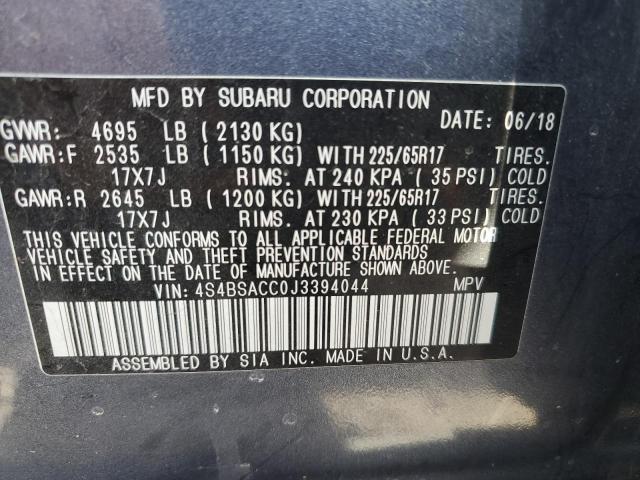 MFD BY SUBARU CORPORATION
DATE: 06/18
GVWR: 4695 LB ( 2130 KG)
GAWR:F 2535 LB ( 1150 KG) WITH 225/65R17 TIRES.
17X7J RIMS. AT 240 KPA ( 35 PSI) COLD
GAWR:R 2645 LB ( 1200 KG) WITH 225/65R17 TIRES.
17X7J RIMS. AT 230 KPA ( 33 PSI) COLD
THIS VEHICLE CONFORMS TO ALL APPLICABLE FEDERAL MOTOR
VEHICLE SAFETY BUMPER, AND THEFT PREVENTION STANDARDS
IN EFFECT ON THE DATE OF MANUFACTURE SHOWN ABOVE.
VIN: 4S4BSACC0J3394044 MPV
ASSEMBLED BY SIA INC. MADE IN U.S.A.